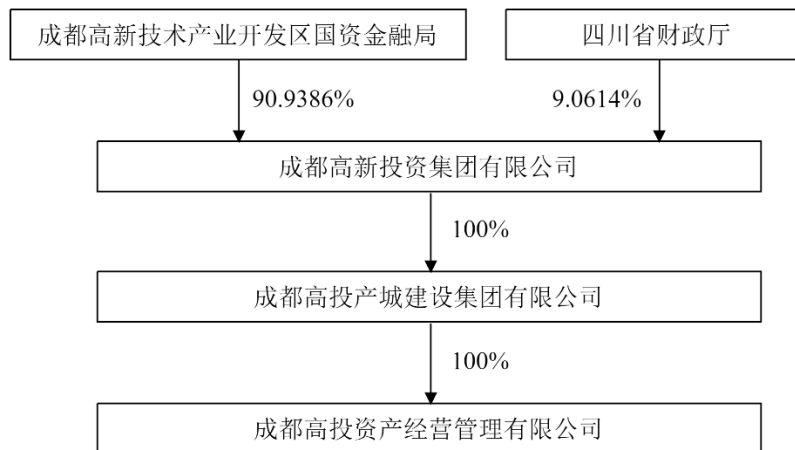 成都高新技术产业开发区国资金融局
四川省财政厅
90.9386%
9.0614%
成都高新投资集团有限公司
100%
成都高投产城建设集团有限公司
100%
成都高投资产经营管理有限公司